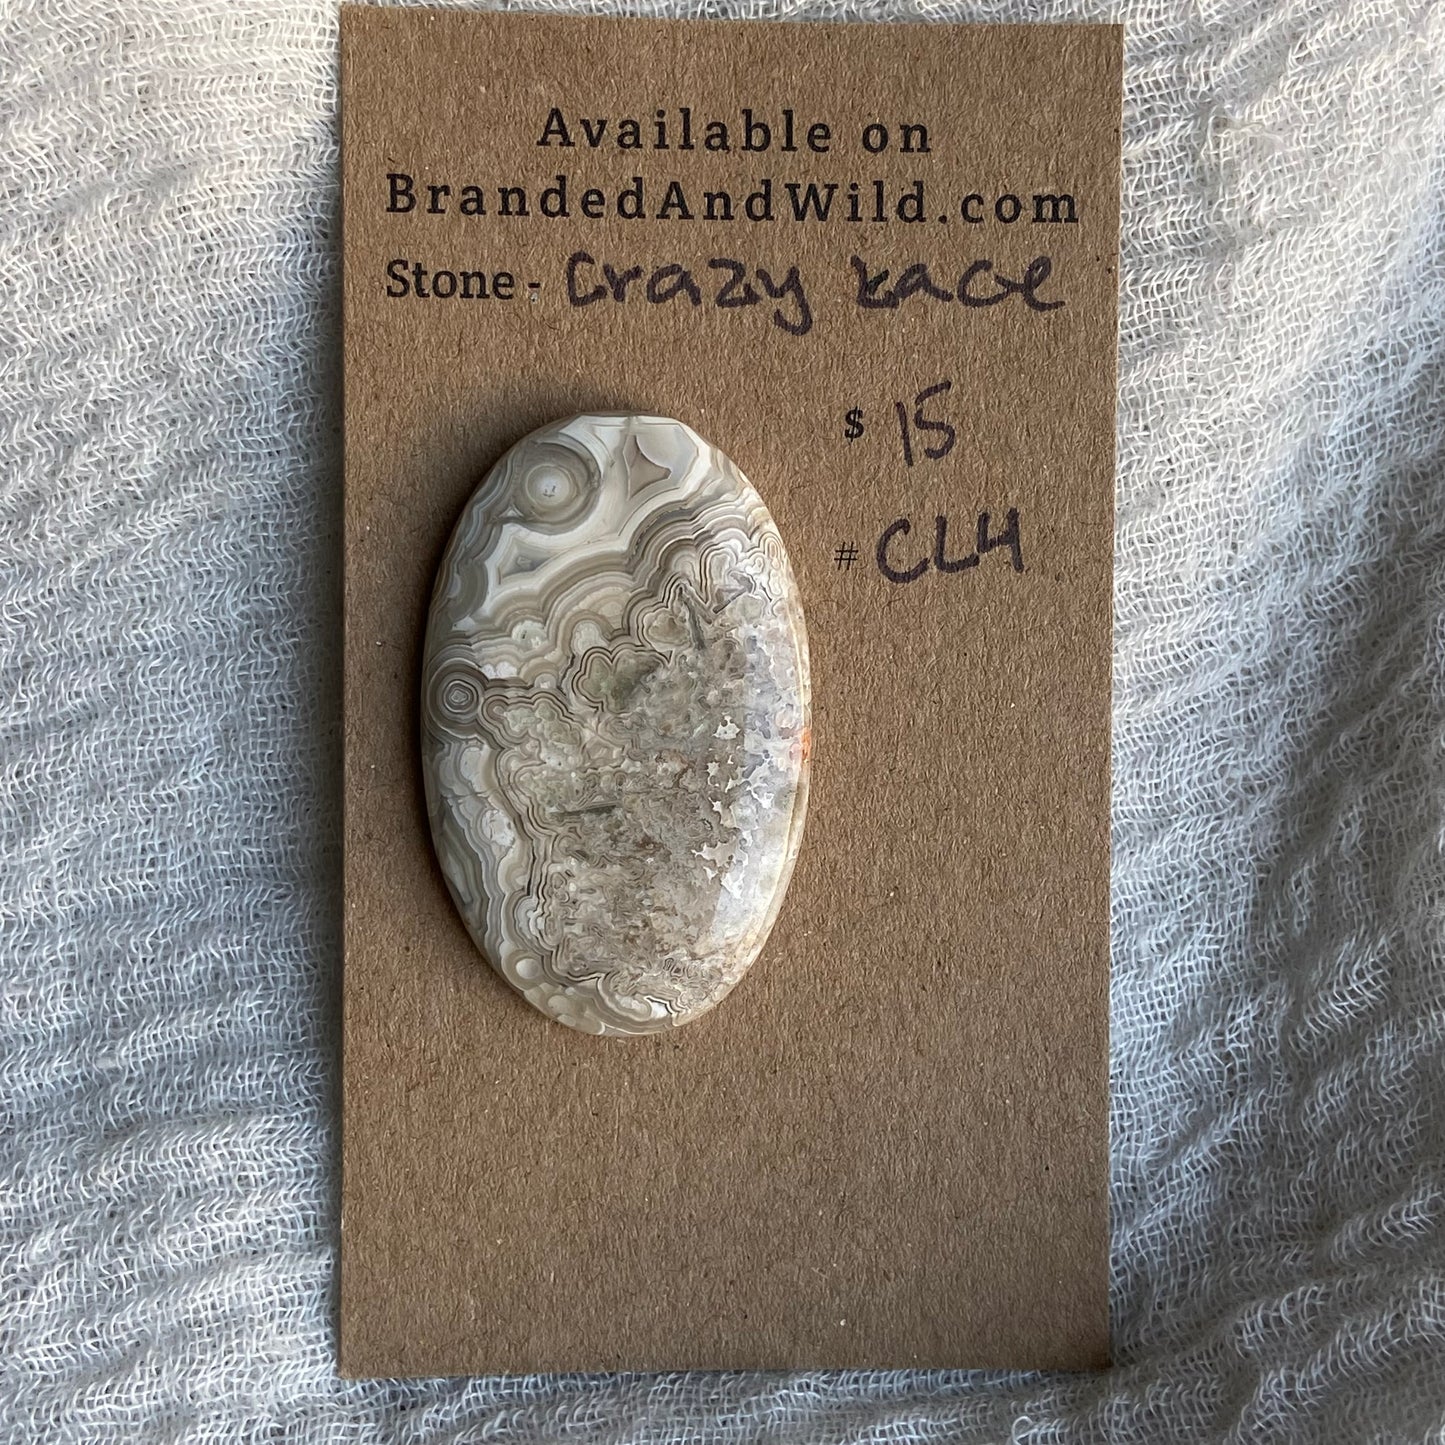 Available on
BrandedAndWild.com
Stone - Crazy Lace
$ 15
# CL4